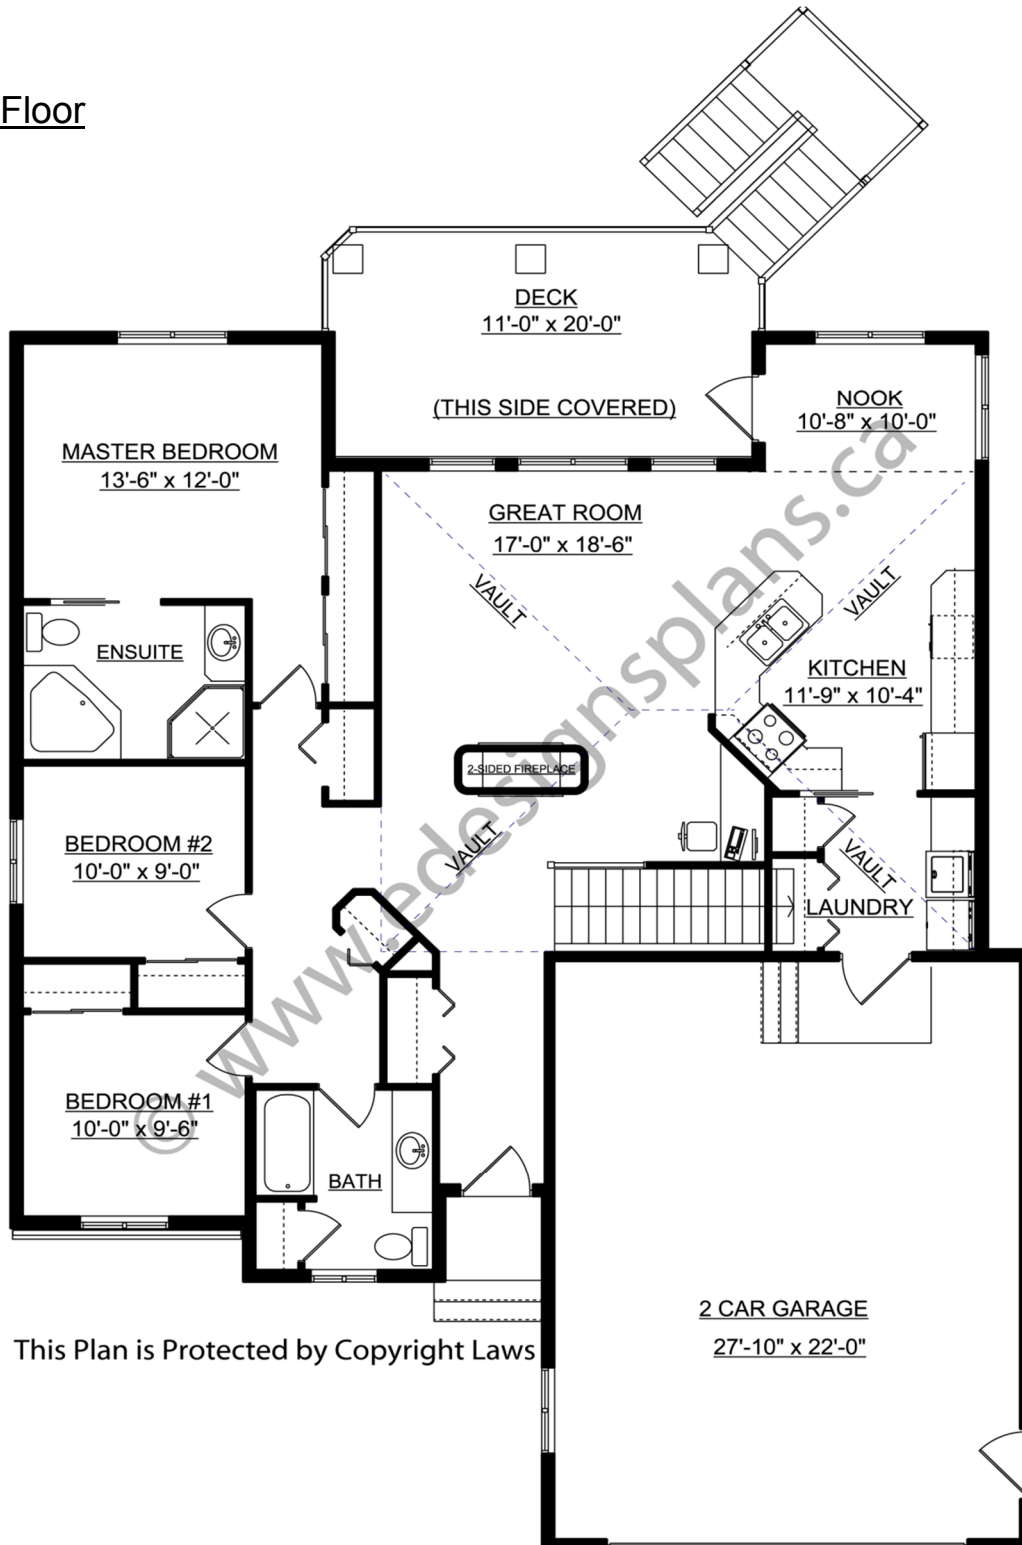 Floor
DECK
11'-0" x 20'-0"
(THIS SIDE COVERED)
NOOK
10'-8" x 10'-0"
MASTER BEDROOM
13'-6" x 12'-0"
GREAT ROOM
17'-0" x 18'-6"
VAULT
VAULT
ENSUITE
KITCHEN
11'-9" x 10'-4"
2-SIDED FIREPLACE
BEDROOM #2
10'-0" x 9'-0"
VAULT
VAULT
LAUNDRY
BEDROOM #1
10'-0" x 9'-6"
BATH
2 CAR GARAGE
27'-10" x 22'-0"
This Plan is Protected by Copyright Laws
© www.edesignsplans.ca